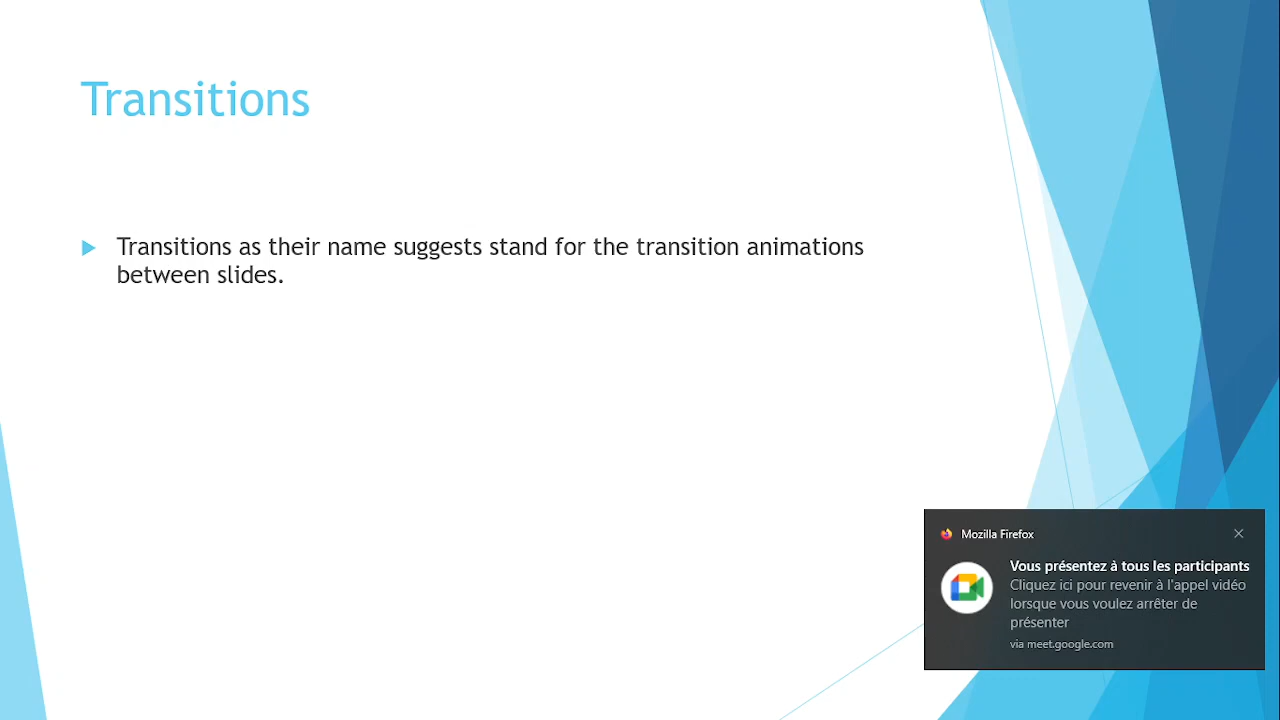 Transitions
Transitions as their name suggests stand for the transition animations
between slides.
Mozilla Firefox
Vous présentez à tous les participants
Cliquez ici pour revenir à l'appel vidéo
lorsque vous voulez arrêter de
présenter
via meet.google.com